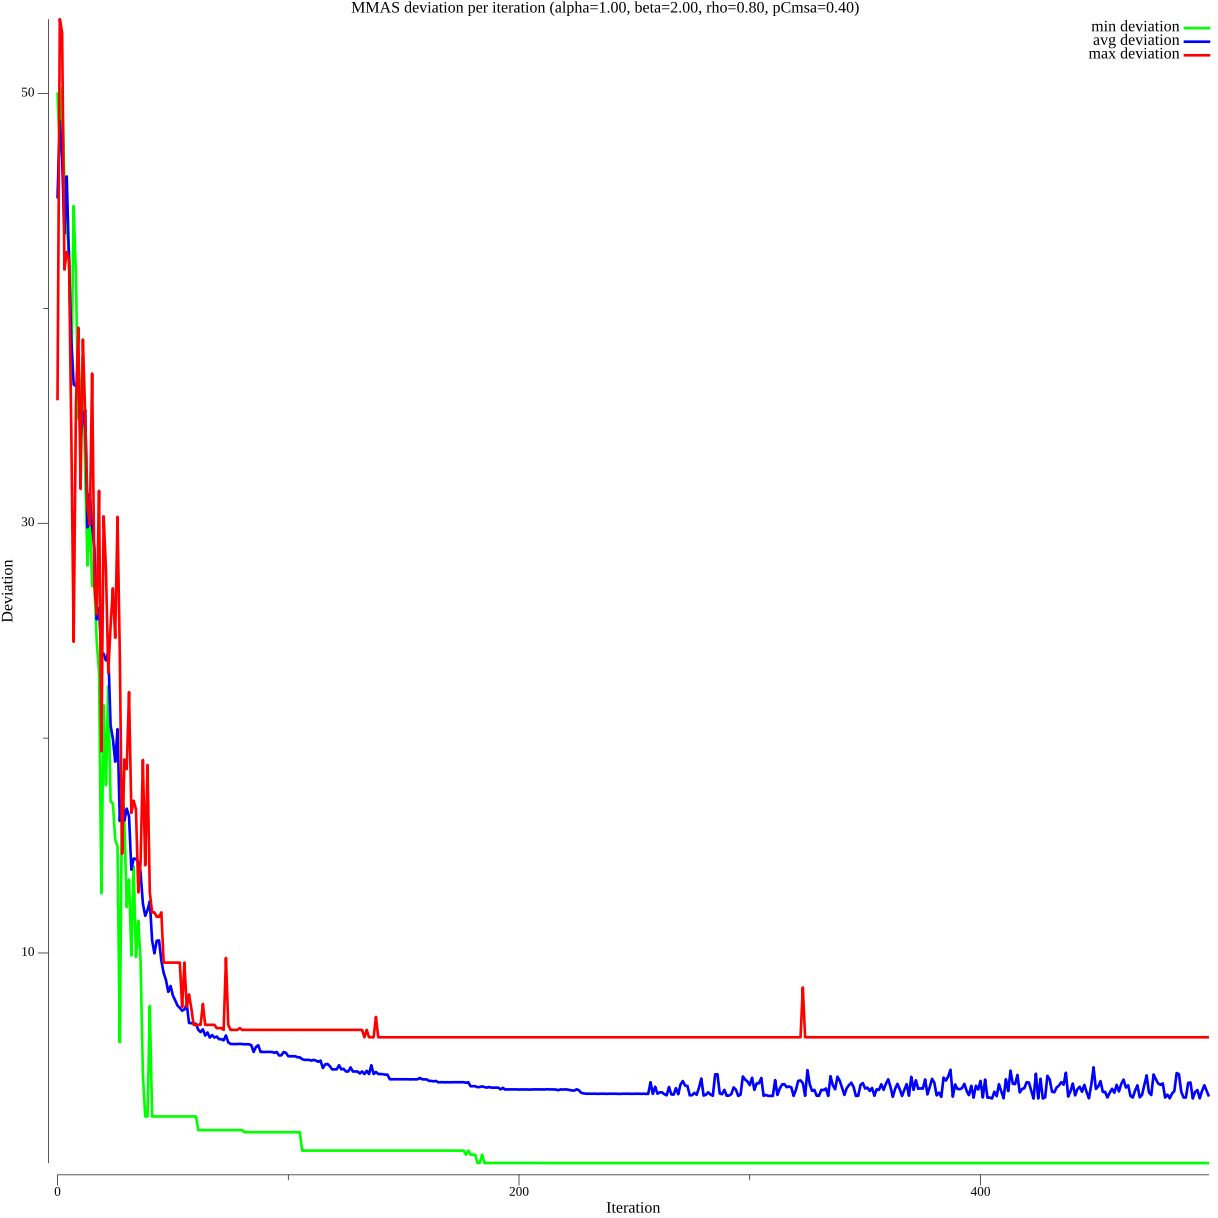 MMAS deviation per iteration (alpha=1.00, beta=2.00, rho=0.80, pCmsa=0.40)
min deviation
avg deviation
max deviation
50
30
10
Deviation
0
200
400
Iteration